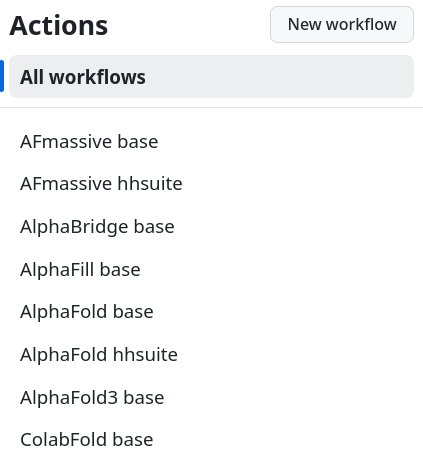 Actions
New workflow
All workflows
AFmassive base
AFmassive hhsuite
AlphaBridge base
AlphaFill base
AlphaFold base
AlphaFold hhsuite
AlphaFold3 base
ColabFold base